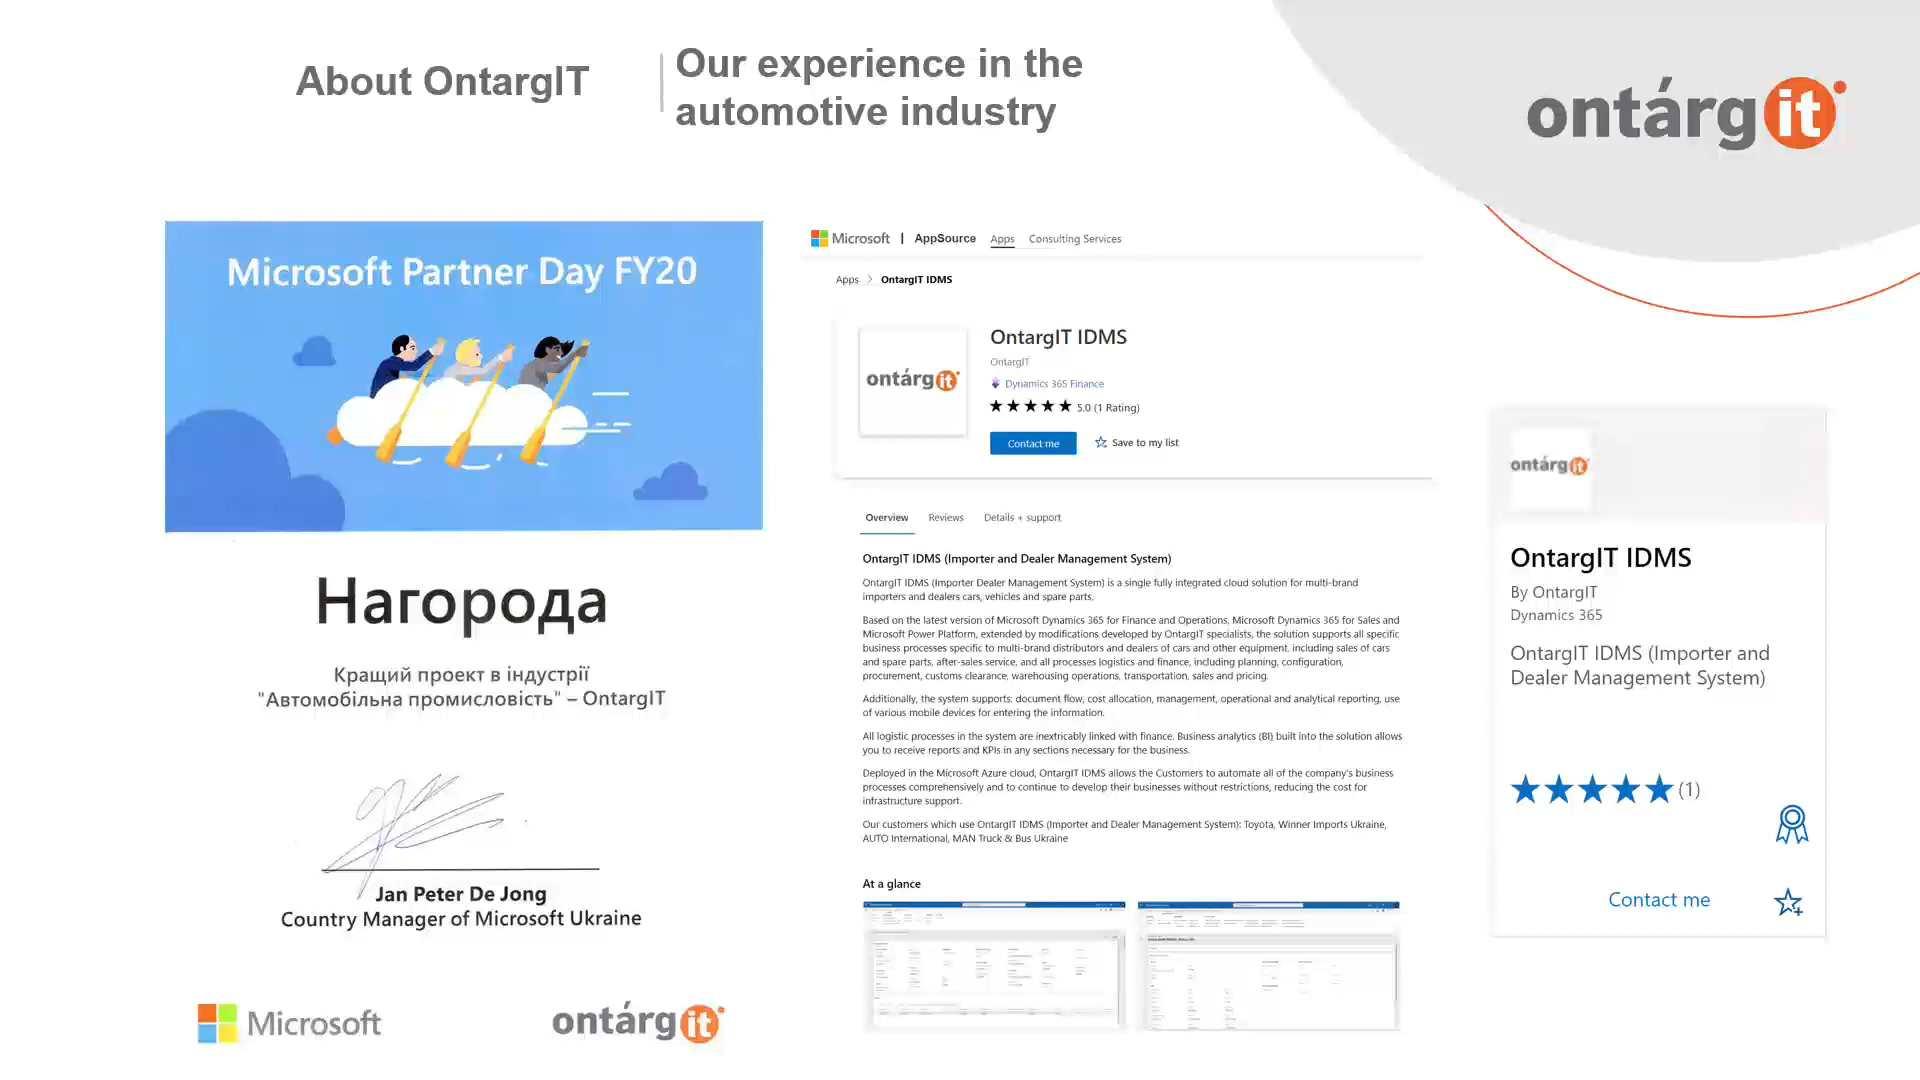 About OntargIT
Our experience in the
automotive industry
ontárgit
Microsoft Partner Day FY20
Нагорода
Кращий проект в індустрії
"Автомобільна промисловість" – OntargIT
Jan Peter De Jong
Country Manager of Microsoft Ukraine
Microsoft
ontárgit
Microsoft | AppSource Apps Consulting Services
Apps > OntargIT IDMS
ontárgit
OntargIT IDMS
OntargIT
Dynamics 365 Finance
5.0 (1 Rating)
Contact me
Save to my list
Overview Reviews Details + support
OntargIT IDMS (Importer and Dealer Management System)
OntargIT IDMS (Importer Dealer Management System) is a single fully integrated cloud solution for multi-brand
importers and dealers cars, vehicles and spare parts.
Based on the latest version of Microsoft Dynamics 365 for Finance and Operations, Microsoft Dynamics 365 for Sales and
Microsoft Power Platform, extended by modifications developed by OntargIT specialists, the solution supports all specific
business processes specific to multi-brand distributors and dealers of cars and other equipment, including sales of cars
and spare parts, after-sales service, and all processes logistics and finance, including planning, configuration,
procurement, customs clearance, warehousing operations, transportation, sales and pricing.
Additionally, the system supports: document flow, cost allocation, management, operational and analytical reporting, use
of various mobile devices for entering the information.
All logistic processes in the system are inextricably linked with finance. Business analytics (BI) built into the solution allows
you to receive reports and KPIs in any sections necessary for the business.
Deployed in the Microsoft Azure cloud, OntargIT IDMS allows the Customers to automate all of the company's business
processes comprehensively and to continue to develop their businesses without restrictions, reducing the cost for
infrastructure support.
Our customers which use OntargIT IDMS (Importer and Dealer Management System): Toyota, Winner Imports Ukraine,
AUTO International, MAN Truck & Bus Ukraine
At a glance
ontárgit
OntargIT IDMS
By OntargIT
Dynamics 365
OntargIT IDMS (Importer and
Dealer Management System)
(1)
Contact me